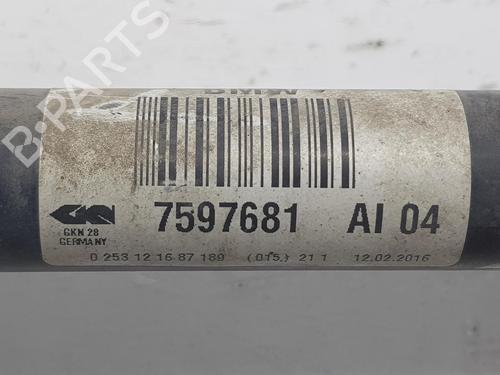 BMW
7597681 AI 04
GKN 28
GERMANY
0 253 12 16 87 189 (015) 21 1 12.02.2016
B-PARTS